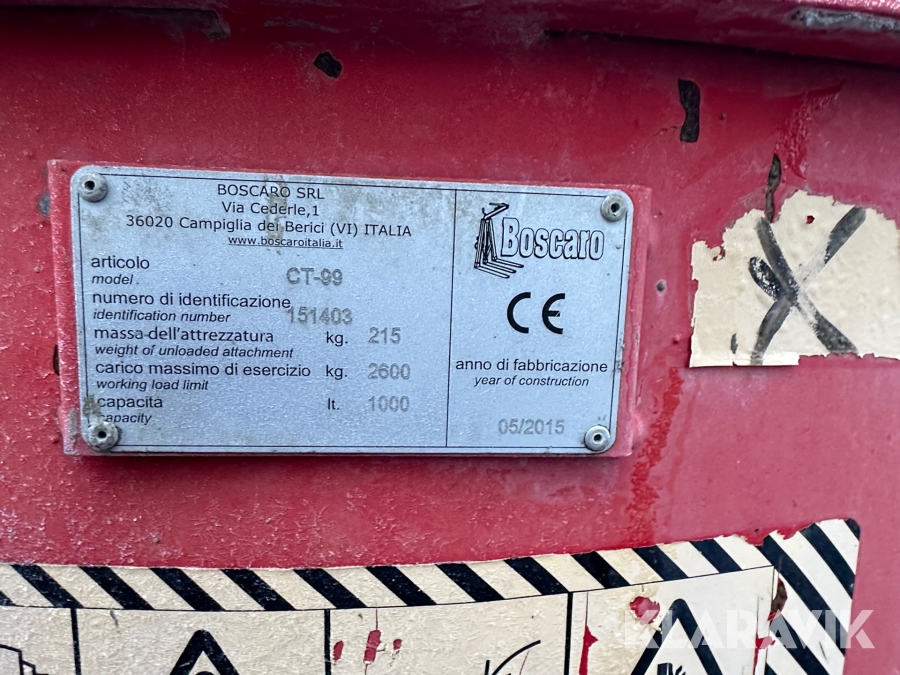 BOSCARO SRL
Via Cederle,1
36020 Campiglia dei Berici (VI) ITALIA
www.boscaroitalia.it
articolo
model.
CT-99
numero di identificazione
identification number
151403
massa dell'attrezzatura kg. 215
weight of unloaded attachment
carico massimo di esercizio kg. 2600
working load limit
capacità lt. 1000
capacity
Boscaro
CE
anno di fabbricazione
year of construction
05/2015
X
KLARAVIK